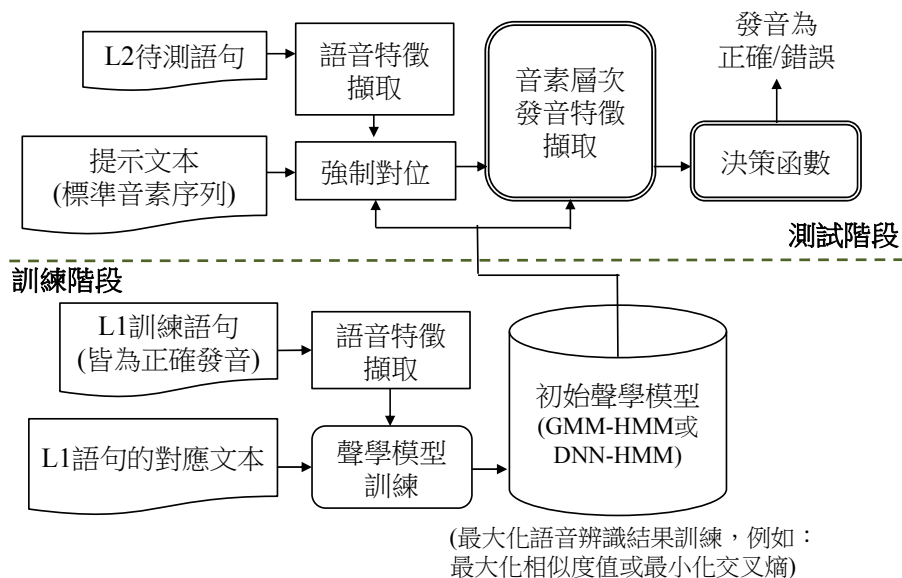 L2待測語句
語音特徵
擷取
音素層次
發音特徵
擷取
發音為
正確/錯誤
提示文本
(標準音素序列)
強制對位
決策函數
測試階段
訓練階段
L1訓練語句
(皆為正確發音)
語音特徵
擷取
初始聲學模型
(GMM-HMM或
DNN-HMM)
L1語句的對應文本
聲學模型
訓練
(最大化語音辨識結果訓練，例如：
最大化相似度值或最小化交叉熵)